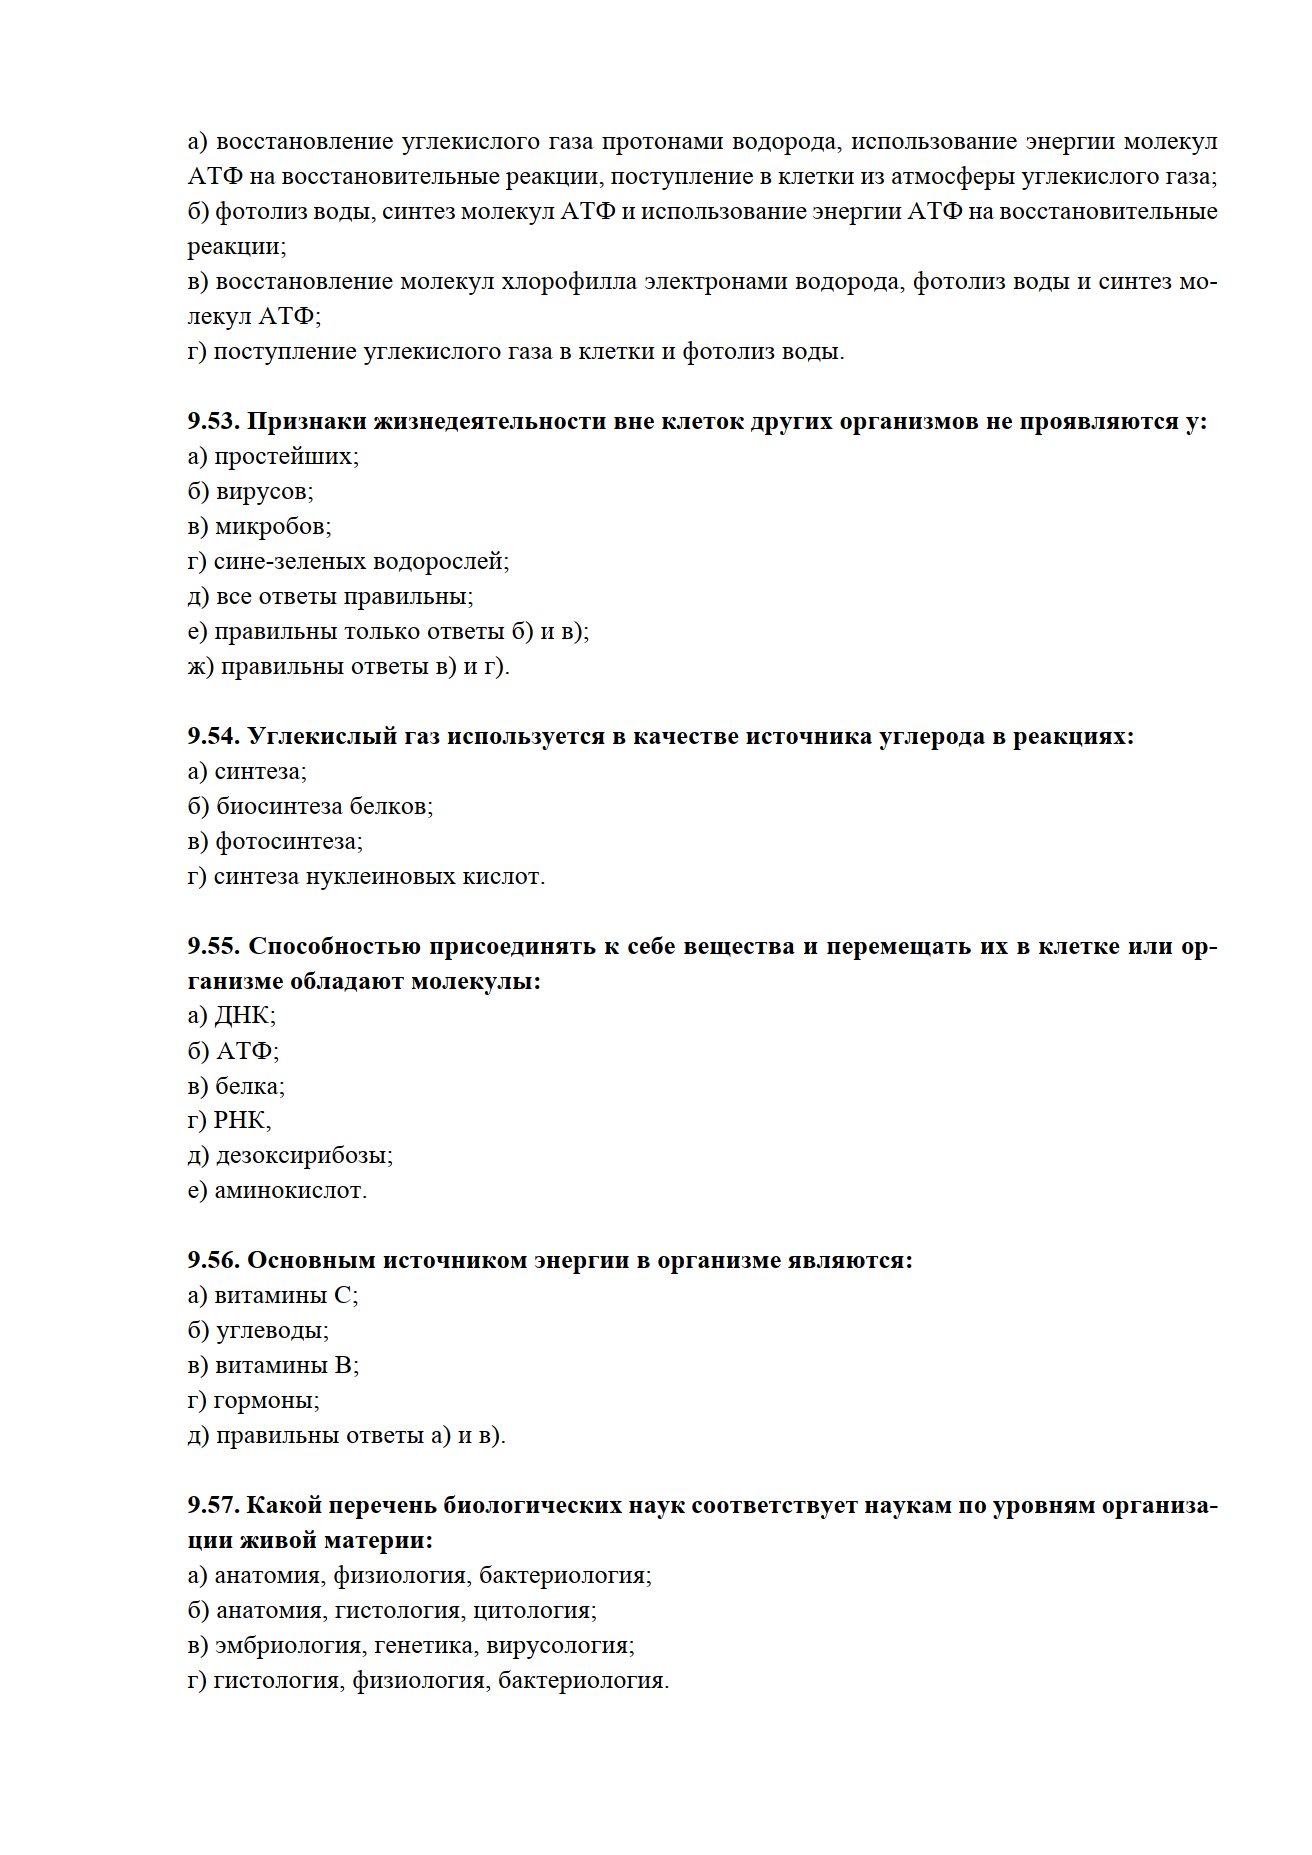 а) восстановление углекислого газа протонами водорода, использование энергии молекул
АТФ на восстановительные реакции, поступление в клетки из атмосферы углекислого газа;
б) фотолиз воды, синтез молекул АТФ и использование энергии АТФ на восстановительные
реакции;
в) восстановление молекул хлорофилла электронами водорода, фотолиз воды и синтез мо-
лекул АТФ;
г) поступление углекислого газа в клетки и фотолиз воды.
9.53. Признаки жизнедеятельности вне клеток других организмов не проявляются у:
а) простейших;
б) вирусов;
в) микробов;
г) сине-зеленых водорослей;
д) все ответы правильны;
е) правильны только ответы б) и в);
ж) правильны ответы в) и г).
9.54. Углекислый газ используется в качестве источника углерода в реакциях:
а) синтеза;
б) биосинтеза белков;
в) фотосинтеза;
г) синтеза нуклеиновых кислот.
9.55. Способностью присоединять к себе вещества и перемещать их в клетке или ор-
ганизме обладают молекулы:
а) ДНК;
б) АТФ;
в) белка;
г) РНК,
д) дезоксирибозы;
е) аминокислот.
9.56. Основным источником энергии в организме являются:
а) витамины С;
б) углеводы;
в) витамины В;
г) гормоны;
д) правильны ответы а) и в).
9.57. Какой перечень биологических наук соответствует наукам по уровням организа-
ции живой материи:
а) анатомия, физиология, бактериология;
б) анатомия, гистология, цитология;
в) эмбриология, генетика, вирусология;
г) гистология, физиология, бактериология.